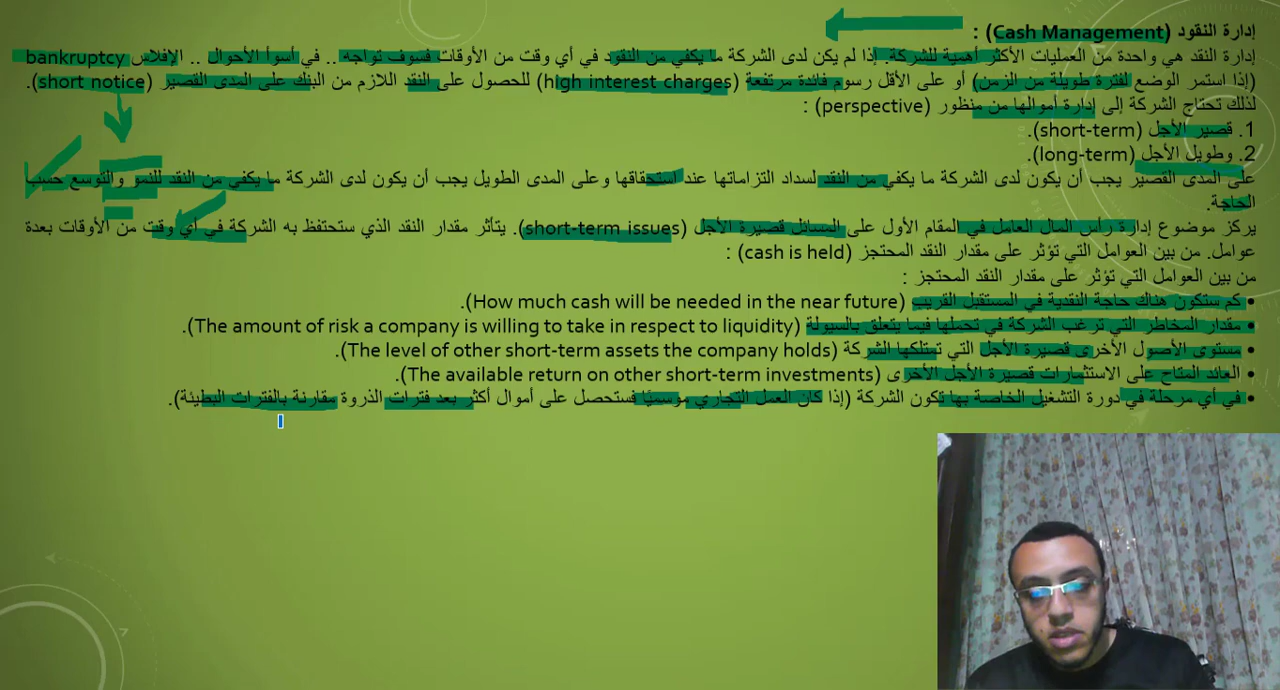 إدارة النقود (Cash Management) :
إدارة النقد هي واحدة من العمليات الأكثر أهمية للشركة. إذا لم يكن لدى الشركة ما يكفي من النقود في أي وقت من الأوقات فسوف تواجه .. في أسوأ الأحوال .. الإفلاس bankruptcy
(إذا استمر الوضع لفترة طويلة من الزمن) أو على الأقل رسوم فائدة مرتفعة (high interest charges) للحصول على النقد اللازم من البنك على المدى القصير (short notice).
لذلك تحتاج الشركة إلى إدارة أموالها من منظور (perspective) :
1. قصير الأجل (short-term).
2. وطويل الأجل (long-term).
على المدى القصير يجب أن يكون لدى الشركة ما يكفي من النقد لسداد التزاماتها عند استحقاقها وعلى المدى الطويل يجب أن يكون لدى الشركة ما يكفي من النقد للنمو والتوسع حسب
الحاجة.
يركز موضوع إدارة رأس المال العامل في المقام الأول على المسائل قصيرة الأجل (short-term issues). يتأثر مقدار النقد الذي ستحتفظ به الشركة في أي وقت من الأوقات بعدة
عوامل. من بين العوامل التي تؤثر على مقدار النقد المحتجز (cash is held) :
من بين العوامل التي تؤثر على مقدار النقد المحتجز :
• كم ستكون هناك حاجة النقدية في المستقبل القريب (How much cash will be needed in the near future).
• مقدار المخاطر التي ترغب الشركة في تحملها فيما يتعلق بالسيولة (The amount of risk a company is willing to take in respect to liquidity).
• مستوى الأصول الأخرى قصيرة الأجل التي تمتلكها الشركة (The level of other short-term assets the company holds).
• العائد المتاح على الاستثمارات قصيرة الأجل الأخرى (The available return on other short-term investments).
• في أي مرحلة في دورة التشغيل الخاصة بها تكون الشركة (إذا كان العمل التجاري موسميًا فستحصل على أموال أكثر بعد فترات الذروة مقارنة بالفترات البطيئة).